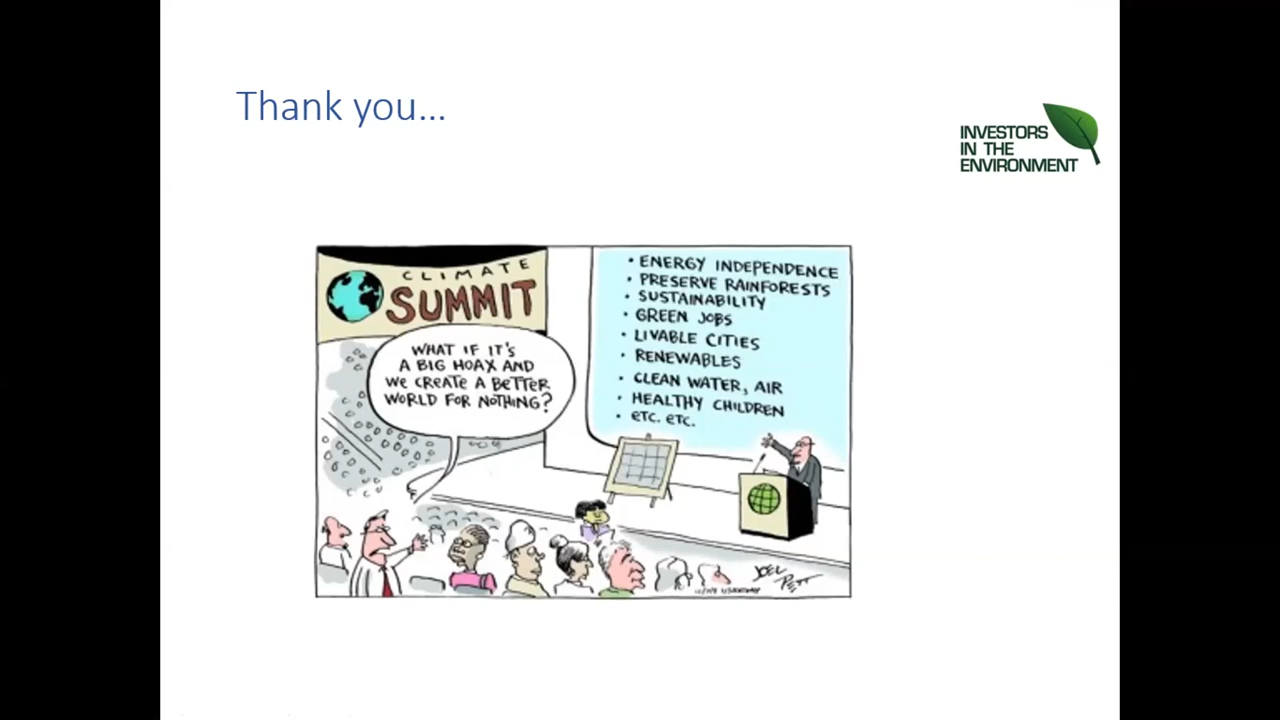 Thank you...
INVESTORS
IN THE
ENVIRONMENT
CLIMATE
SUMMIT
WHAT IF IT'S
A BIG HOAX AND
WE CREATE A BETTER
WORLD FOR NOTHING?
• ENERGY INDEPENDENCE
• PRESERVE RAINFORESTS
• SUSTAINABILITY
• GREEN JOBS
• LIVABLE CITIES
• RENEWABLES
• CLEAN WATER, AIR
• HEALTHY CHILDREN
• ETC. ETC.
JOEL
PETT